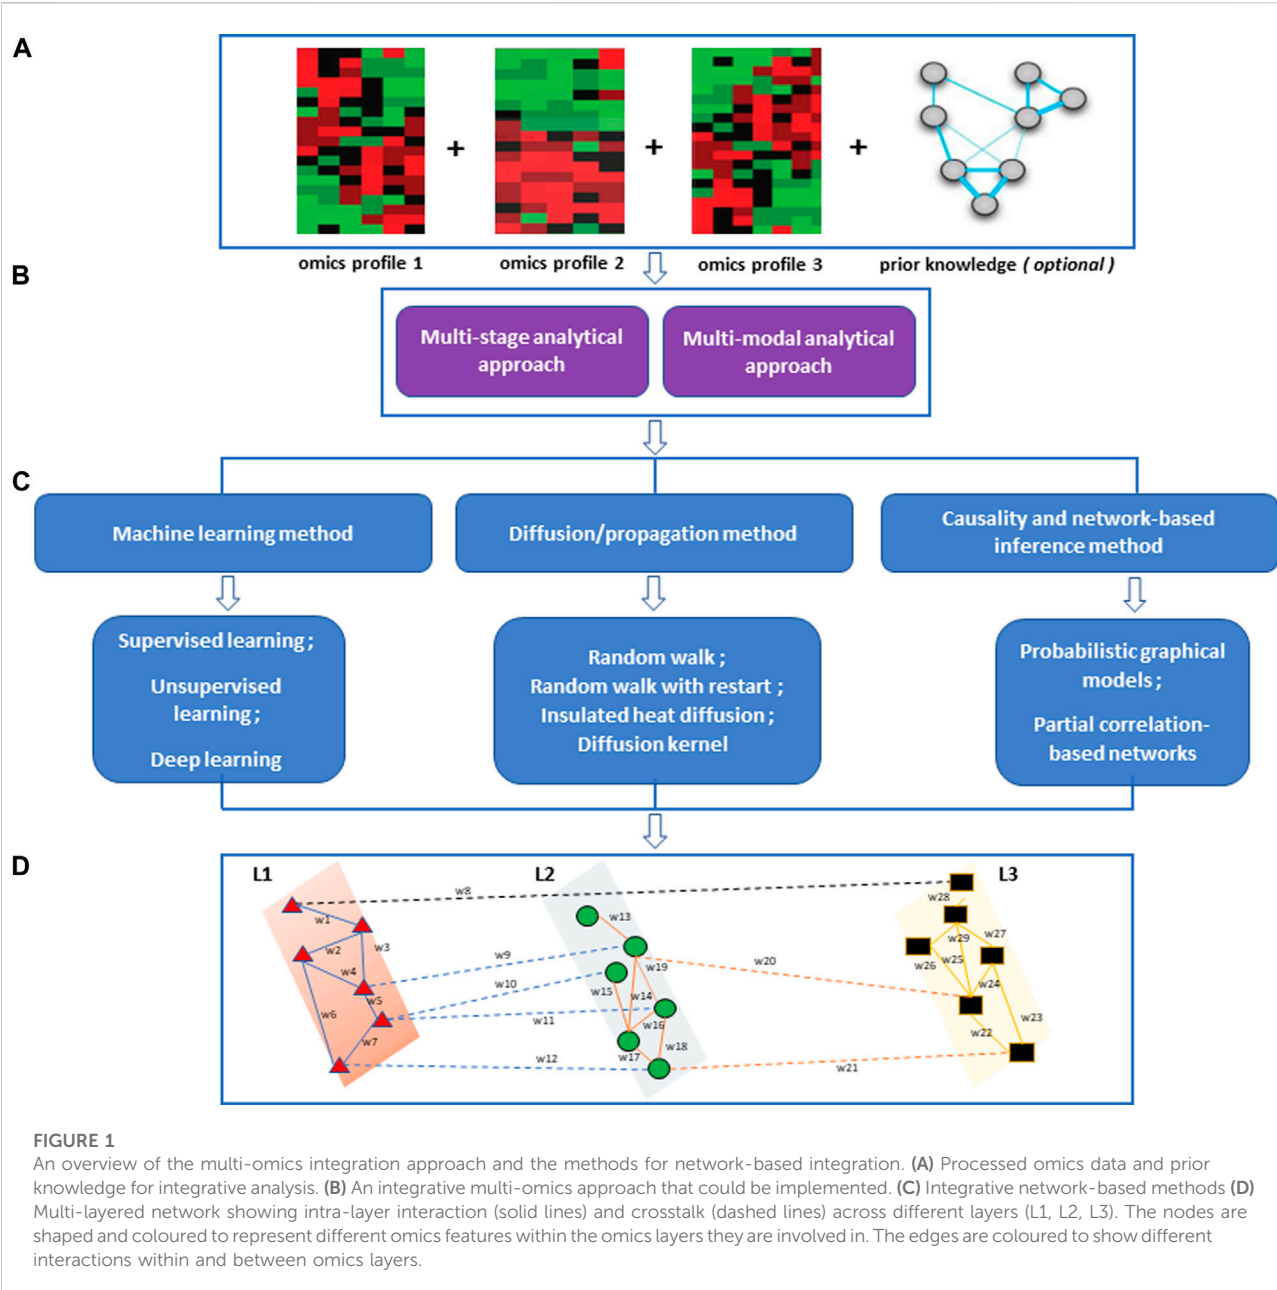 A
+
+
+
omics profile 1
omics profile 2
omics profile 3
prior knowledge ( optional )
B
Multi-stage analytical
approach
Multi-modal analytical
approach
C
Machine learning method
Diffusion/propagation method
Causality and network-based
inference method
Supervised learning ;
Unsupervised
learning ;
Deep learning
Random walk ;
Random walk with restart ;
Insulated heat diffusion ;
Diffusion kernel
Probabilistic graphical
models ;
Partial correlation-
based networks
D
L1
L2
L3
w8
w28
w1
w13
w3
w2
w29
w27
w9
w20
w19
w26
w25
w4
w10
w15
w14
w24
w5
w6
w11
w16
w23
w22
w7
w12
w17
w18
w21
FIGURE 1
An overview of the multi-omics integration approach and the methods for network-based integration. (A) Processed omics data and prior
knowledge for integrative analysis. (B) An integrative multi-omics approach that could be implemented. (C) Integrative network-based methods (D)
Multi-layered network showing intra-layer interaction (solid lines) and crosstalk (dashed lines) across different layers (L1, L2, L3). The nodes are
shaped and coloured to represent different omics features within the omics layers they are involved in. The edges are coloured to show different
interactions within and between omics layers.